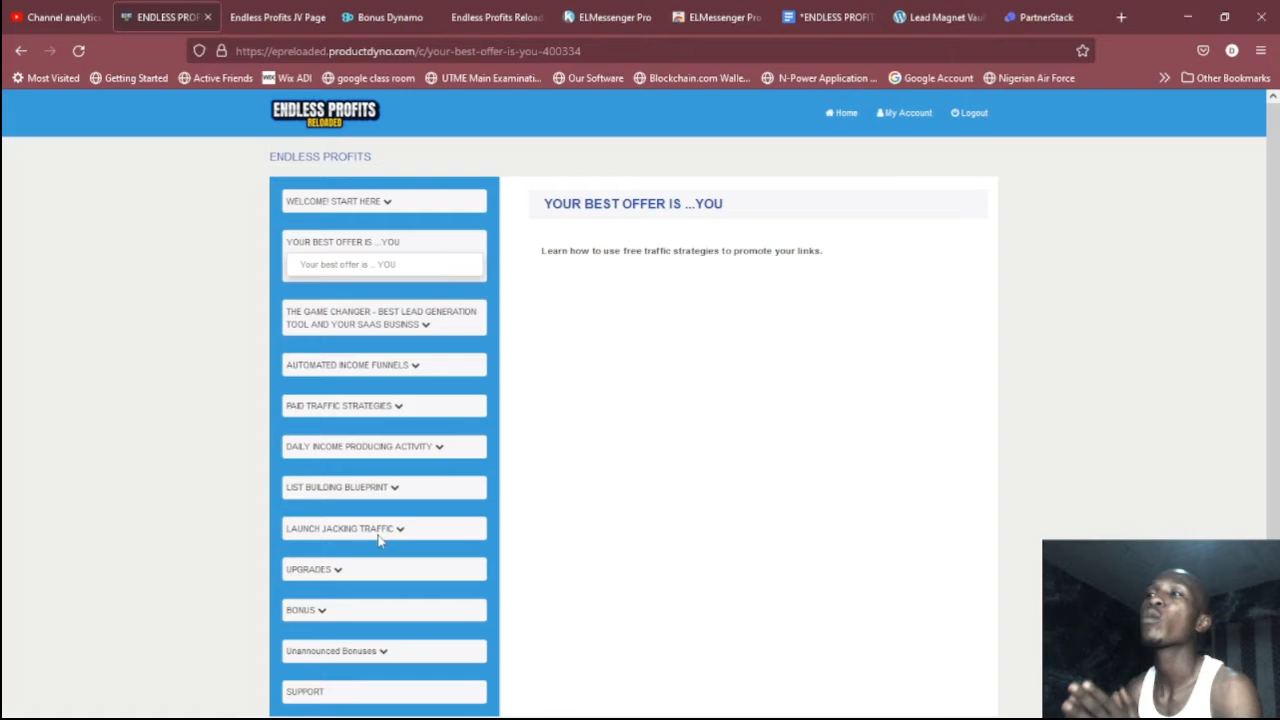 Channel analytics
ENDLESS PROF
Endless Profits JV Page
Bonus Dynamo
Endless Profits Reload
ELMessenger Pro
ELMessenger Pro
*ENDLESS PROFIT
Lead Magnet Vau
PartnerStack
https://epreloaded.productdyno.com/c/your-best-offer-is-you-400334
D
Most Visited
Getting Started
Active Friends
WIX Wix ADI
google class room
UTME Main Examinati...
Our Software
Blockchain.com Walle...
N-Power Application ...
Google Account
Nigerian Air Force
Other Bookmarks
ENDLESS PROFITS
RELOADED
Home
My Account
Logout
ENDLESS PROFITS
WELCOME! START HERE
YOUR BEST OFFER IS ...YOU
Your best offer is .. YOU
THE GAME CHANGER - BEST LEAD GENERATION
TOOL AND YOUR SAAS BUSINSS
AUTOMATED INCOME FUNNELS
PAID TRAFFIC STRATEGIES
DAILY INCOME PRODUCING ACTIVITY
LIST BUILDING BLUEPRINT
LAUNCH JACKING TRAFFIC
UPGRADES
BONUS
Unannounced Bonuses
SUPPORT
YOUR BEST OFFER IS ...YOU
Learn how to use free traffic strategies to promote your links.